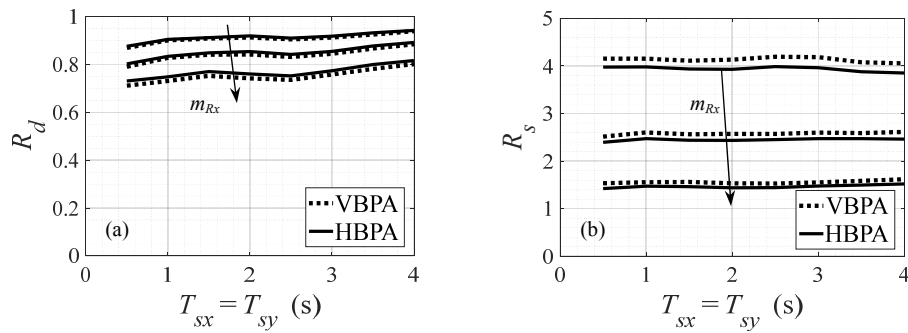 1
0.8
0.6
0.4
0.2
0
R_d
m_Rx
(a)
VBPA
HBPA
0 1 2 3 4
T_sx = T_sy (s)
5
4
3
2
1
0
R_s
m_Rx
(b)
VBPA
HBPA
0 1 2 3 4
T_sx = T_sy (s)